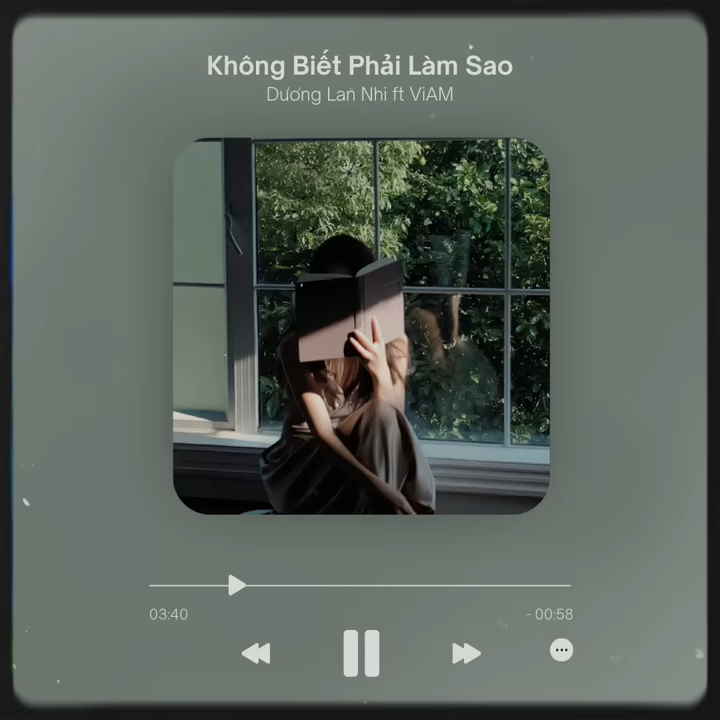 Không Biết Phải Làm Sao
Dương Lan Nhi ft ViAM
03:40
- 00:58